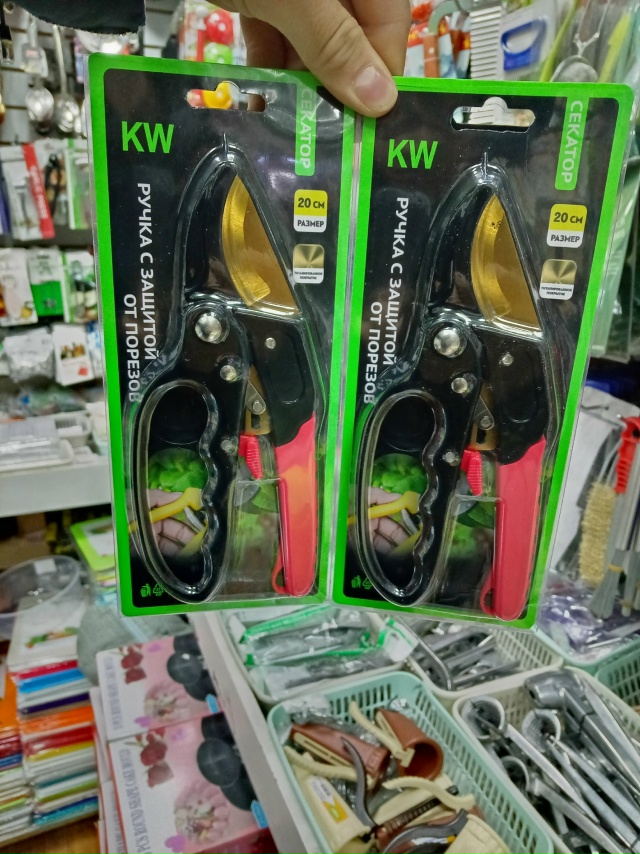 KW
СЕКАТОР
20 СМ
РАЗМЕР
РУЧКА С ЗАЩИТОЙ
ОТ ПОРЕЗОВ
KW
СЕКАТОР
20 СМ
РАЗМЕР
РУЧКА С ЗАЩИТОЙ
ОТ ПОРЕЗОВ